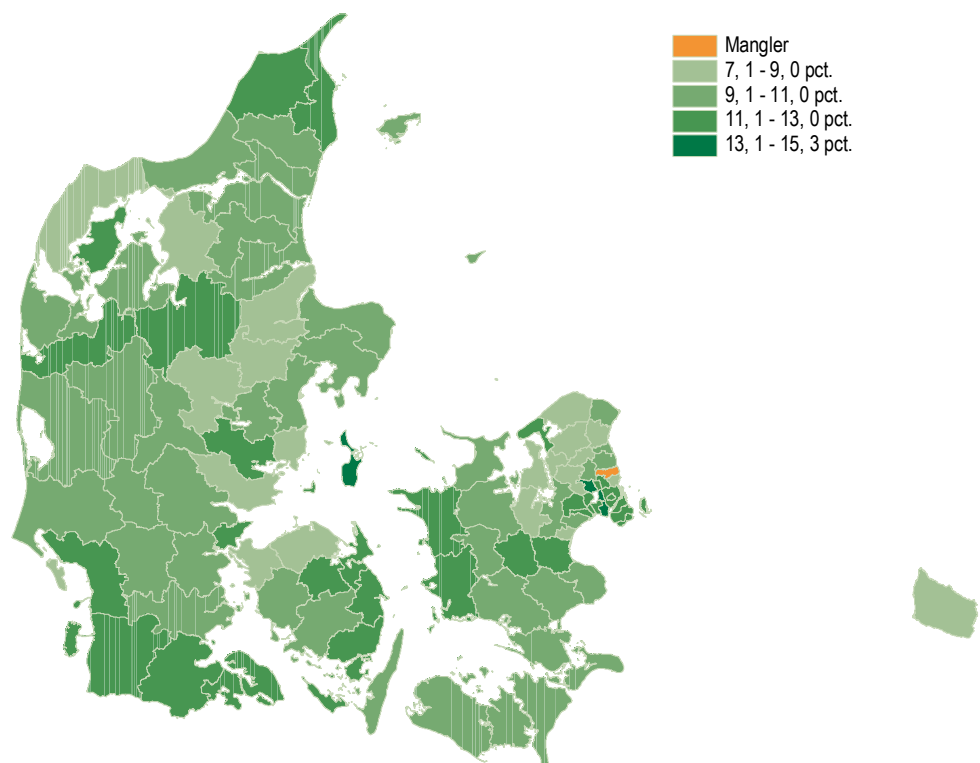 Mangler
7, 1 - 9, 0 pct.
9, 1 - 11, 0 pct.
11, 1 - 13, 0 pct.
13, 1 - 15, 3 pct.